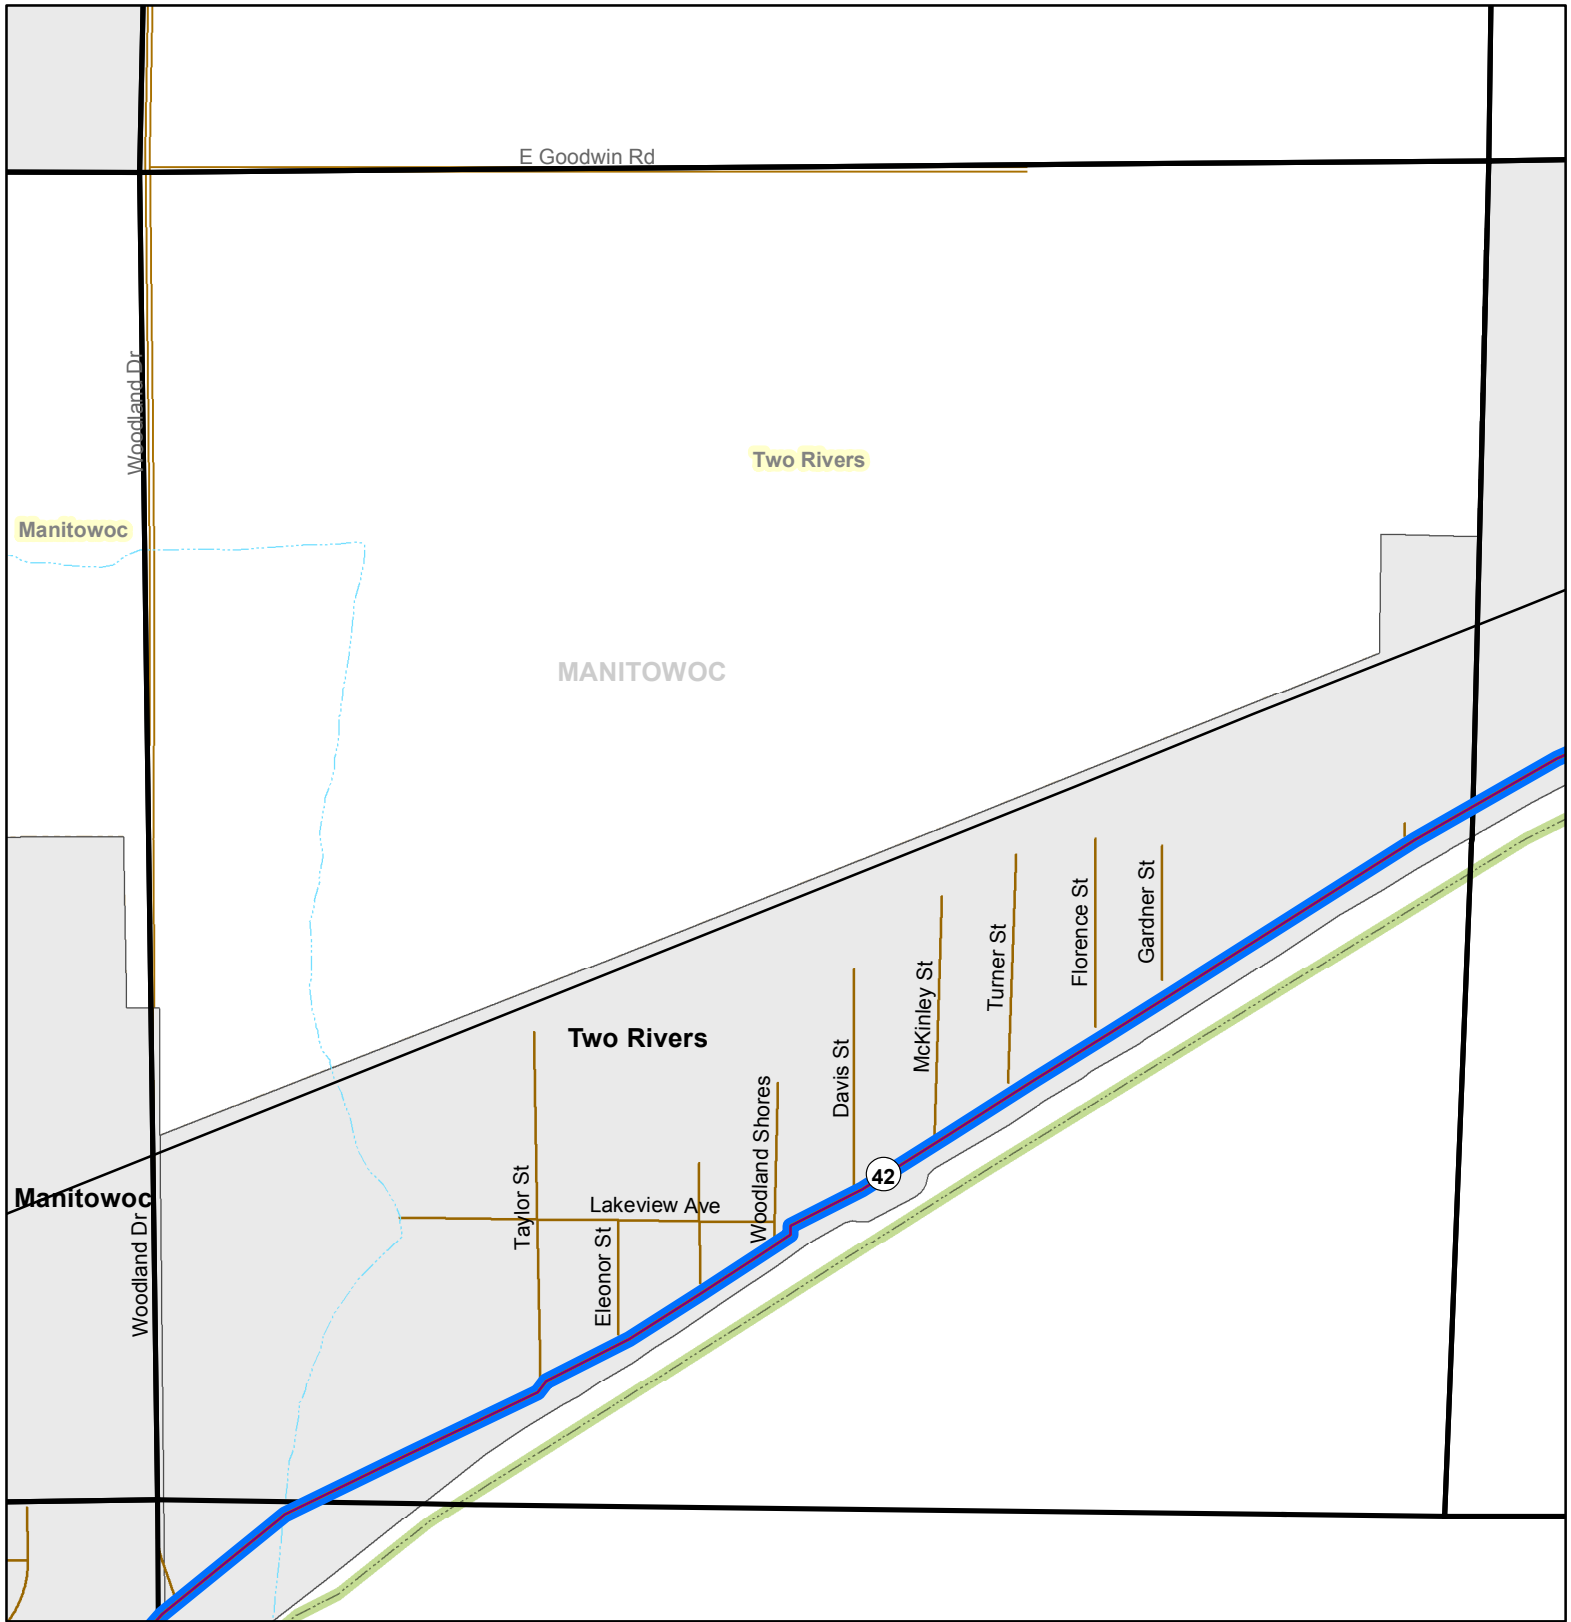 E Goodwin Rd
Woodland Dr
Two Rivers
Manitowoc
MANITOWOC
Gardner St
Florence St
Turner St
McKinley St
Two Rivers
Davis St
Woodland Shores
42
Manitowoc
Taylor St
Lakeview Ave
Eleonor St
Woodland Dr